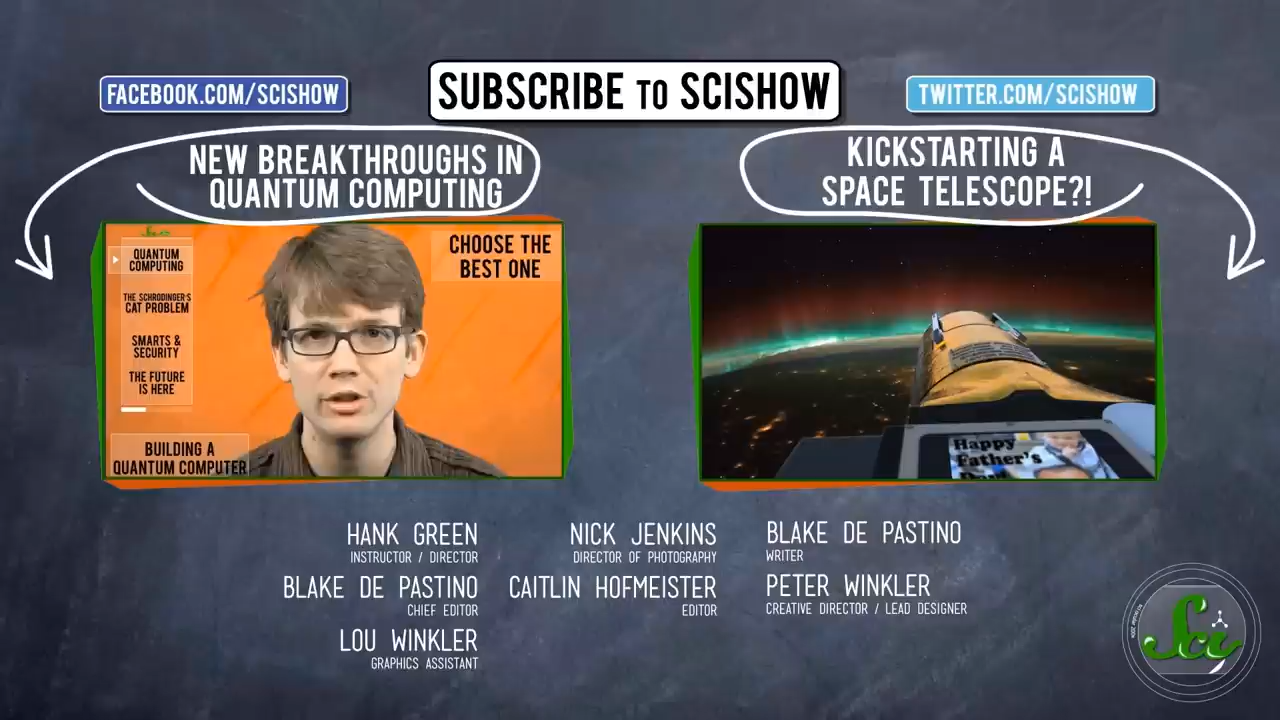 FACEBOOK.COM/SCISHOW
SUBSCRIBE TO SCISHOW
TWITTER.COM/SCISHOW
NEW BREAKTHROUGHS IN
QUANTUM COMPUTING
KICKSTARTING A
SPACE TELESCOPE?!
QUANTUM
COMPUTING
THE SCHRODINGER'S
CAT PROBLEM
SMARTS &
SECURITY
THE FUTURE
IS HERE
CHOOSE THE
BEST ONE
BUILDING A
QUANTUM COMPUTER
Happy
Father's
HANK GREEN
INSTRUCTOR / DIRECTOR
BLAKE DE PASTINO
CHIEF EDITOR
LOU WINKLER
GRAPHICS ASSISTANT
NICK JENKINS
DIRECTOR OF PHOTOGRAPHY
CAITLIN HOFMEISTER
EDITOR
BLAKE DE PASTINO
WRITER
PETER WINKLER
CREATIVE DIRECTOR / LEAD DESIGNER
Sci